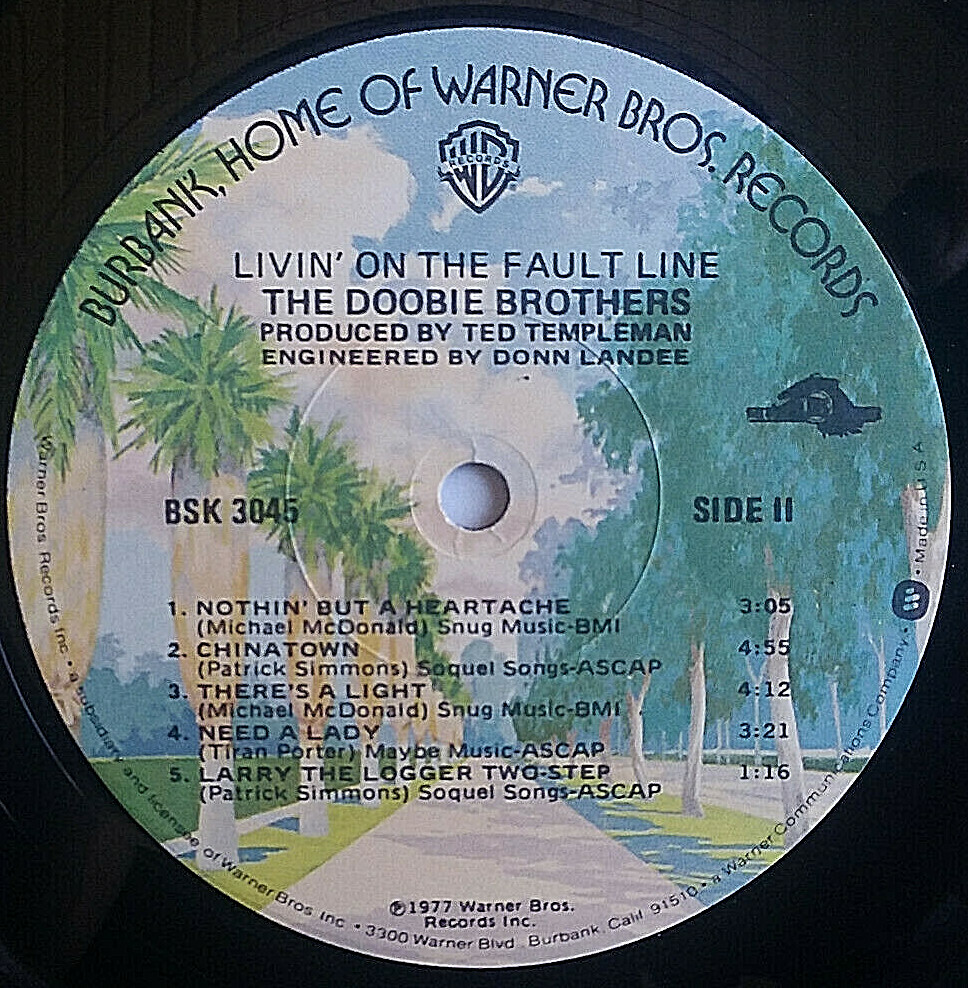 BURBANK, HOME OF WARNER BROS. RECORDS
WB
RECORDS
LIVIN' ON THE FAULT LINE
THE DOOBIE BROTHERS
PRODUCED BY TED TEMPLEMAN
ENGINEERED BY DONN LANDEE
BSK 3045
SIDE II
1. NOTHIN' BUT A HEARTACHE 3:05
(Michael McDonald) Snug Music-BMI
2. CHINATOWN 4:55
(Patrick Simmons) Soquel Songs-ASCAP
3. THERE'S A LIGHT 4:12
(Michael McDonald) Snug Music-BMI
4. NEED A LADY 3:21
(Tiran Porter) Maybe Music-ASCAP
5. LARRY THE LOGGER TWO-STEP 1:16
(Patrick Simmons) Soquel Songs-ASCAP
℗1977 Warner Bros.
Records Inc.
Warner Bros. Records Inc. • a subsidiary and licensee of Warner Bros. Inc. • 3300 Warner Blvd., Burbank, Calif. 91510 • a Warner Communications Company. • Made in U S A